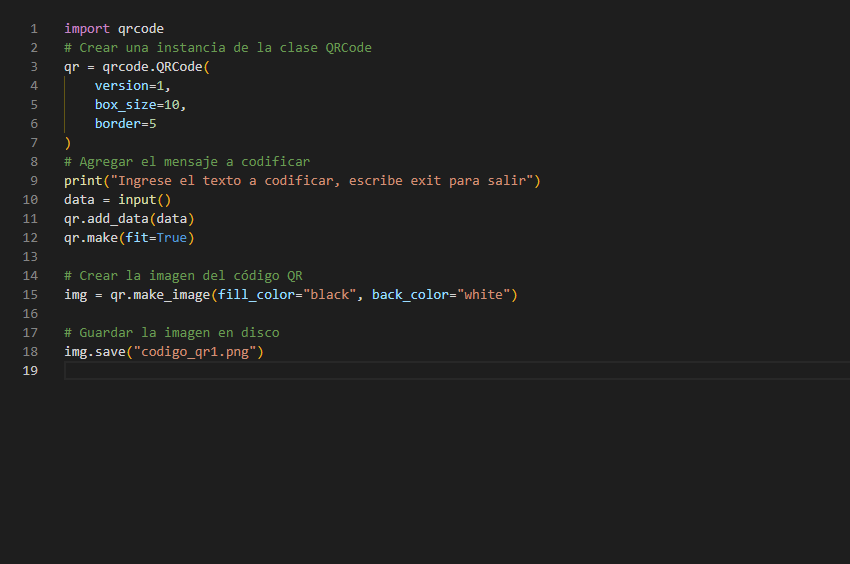 1 import qrcode
2 # Crear una instancia de la clase QRCode
3 qr = qrcode.QRCode(
4     version=1,
5     box_size=10,
6     border=5
7 )
8 # Agregar el mensaje a codificar
9 print("Ingrese el texto a codificar, escribe exit para salir")
10 data = input()
11 qr.add_data(data)
12 qr.make(fit=True)
13
14 # Crear la imagen del código QR
15 img = qr.make_image(fill_color="black", back_color="white")
16
17 # Guardar la imagen en disco
18 img.save("codigo_qr1.png")
19